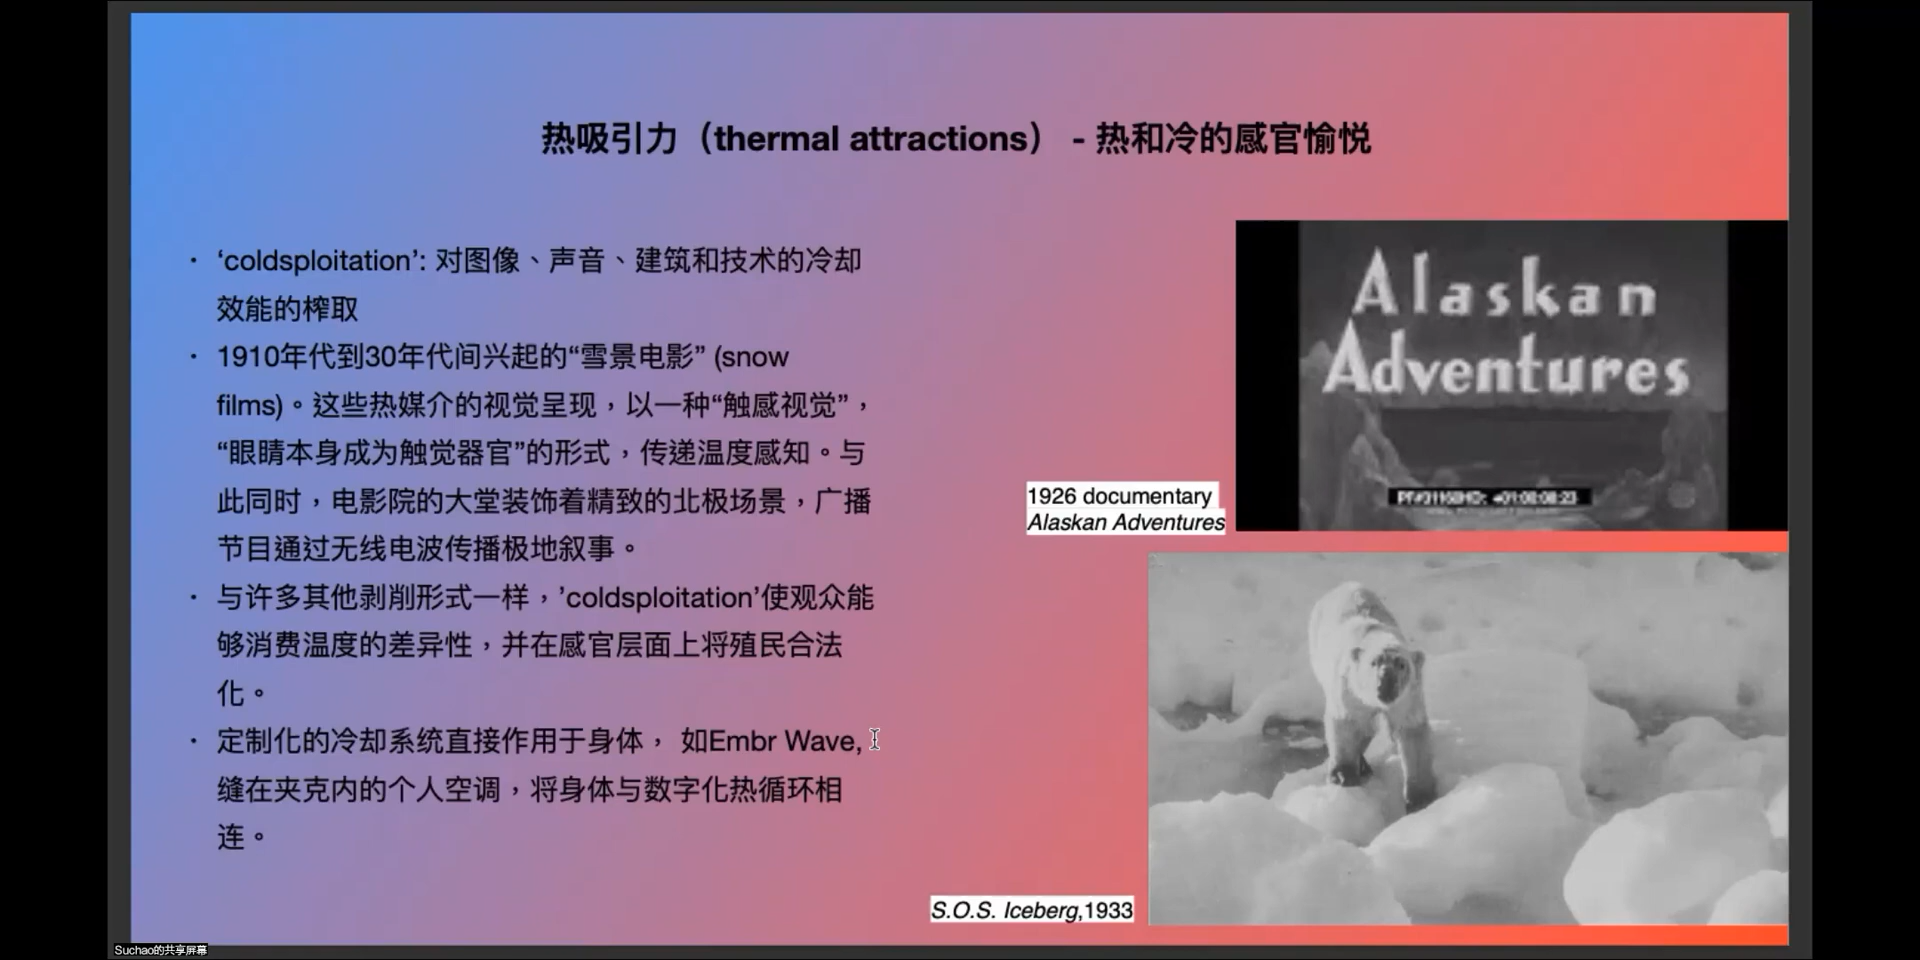 热吸引力（thermal attractions） - 热和冷的感官愉悦
· ‘coldsploitation’: 对图像、声音、建筑和技术的冷却
效能的榨取
· 1910年代到30年代间兴起的“雪景电影” (snow
films)。这些热媒介的视觉呈现，以一种“触感视觉”，
“眼睛本身成为触觉器官”的形式，传递温度感知。与
此同时，电影院的大堂装饰着精致的北极场景，广播
节目通过无线电波传播极地叙事。
· 与许多其他剥削形式一样，’coldsploitation’使观众能
够消费温度的差异性，并在感官层面上将殖民合法
化。
· 定制化的冷却系统直接作用于身体， 如Embr Wave,
缝在夹克内的个人空调，将身体与数字化热循环相
连。
Alaskan
Adventures
1926 documentary
Alaskan Adventures
S.O.S. Iceberg,1933
Suchao的共享屏幕